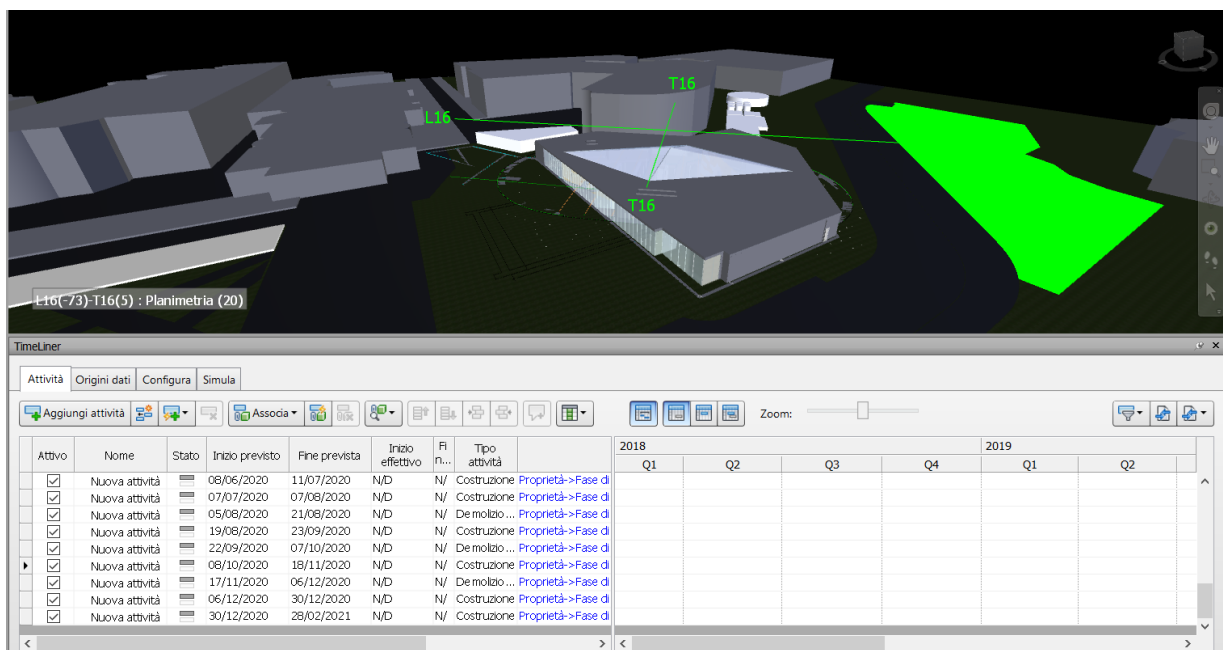 T16
L16
T16
L16(-73)-T16(5) : Planimetria (20)
TimeLiner
Attività Origini dati Configura Simula
Aggiungi attività Associa Zoom:
Attivo Nome Stato Inizio previsto Fine prevista Inizio effettivo Fi n... Tipo attività 2018 2019
Q1 Q2 Q3 Q4 Q1 Q2
Nuova attività 08/06/2020 11/07/2020 N/D N/ Costruzione Proprietà->Fase di
Nuova attività 07/07/2020 07/08/2020 N/D N/ Costruzione Proprietà->Fase di
Nuova attività 05/08/2020 21/08/2020 N/D N/ Demolizio ... Proprietà->Fase di
Nuova attività 19/08/2020 23/09/2020 N/D N/ Costruzione Proprietà->Fase di
Nuova attività 22/09/2020 07/10/2020 N/D N/ Demolizio ... Proprietà->Fase di
Nuova attività 08/10/2020 18/11/2020 N/D N/ Costruzione Proprietà->Fase di
Nuova attività 17/11/2020 06/12/2020 N/D N/ Demolizio ... Proprietà->Fase di
Nuova attività 06/12/2020 30/12/2020 N/D N/ Costruzione Proprietà->Fase di
Nuova attività 30/12/2020 28/02/2021 N/D N/ Costruzione Proprietà->Fase di